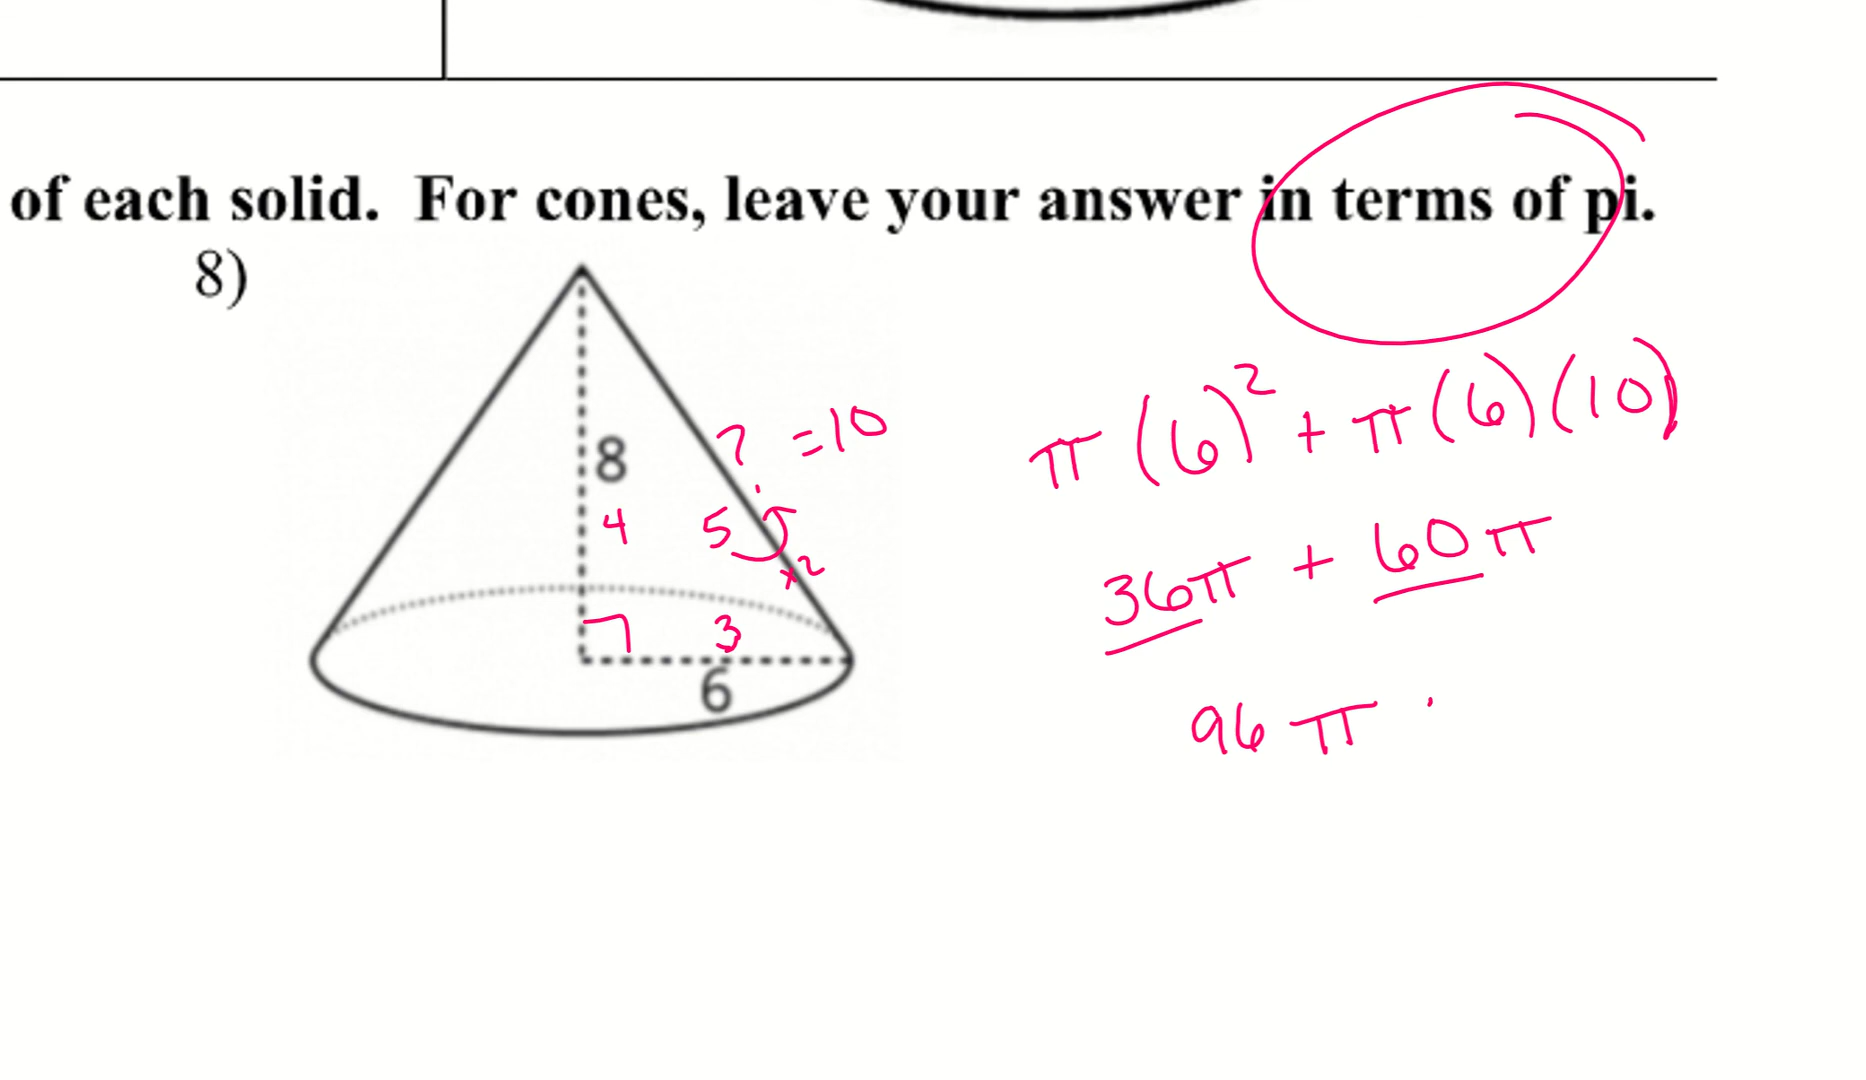 of each solid. For cones, leave your answer in terms of pi.
8)
8
? =10
4
5
×2
3
6
π(6)² + π(6)(10)
36π + 60π
96π